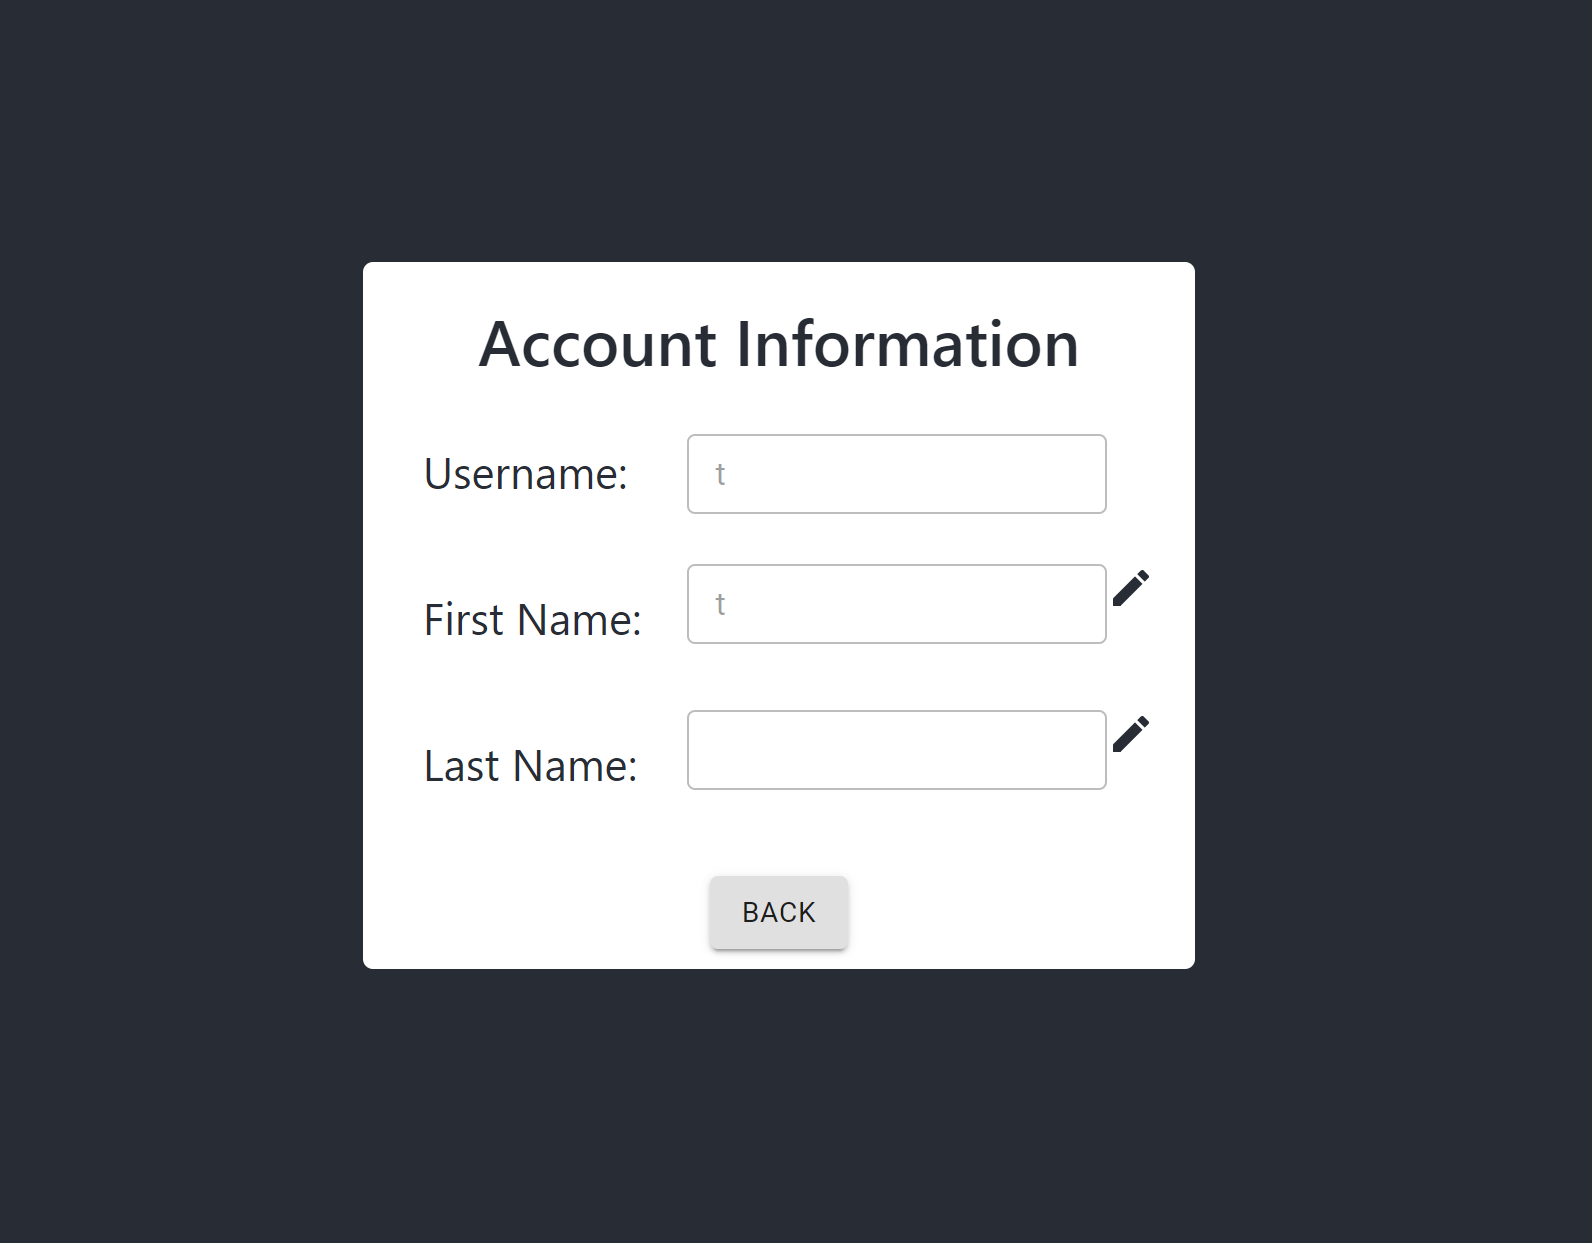 Account Information
Username: t
First Name: t
Last Name:
BACK